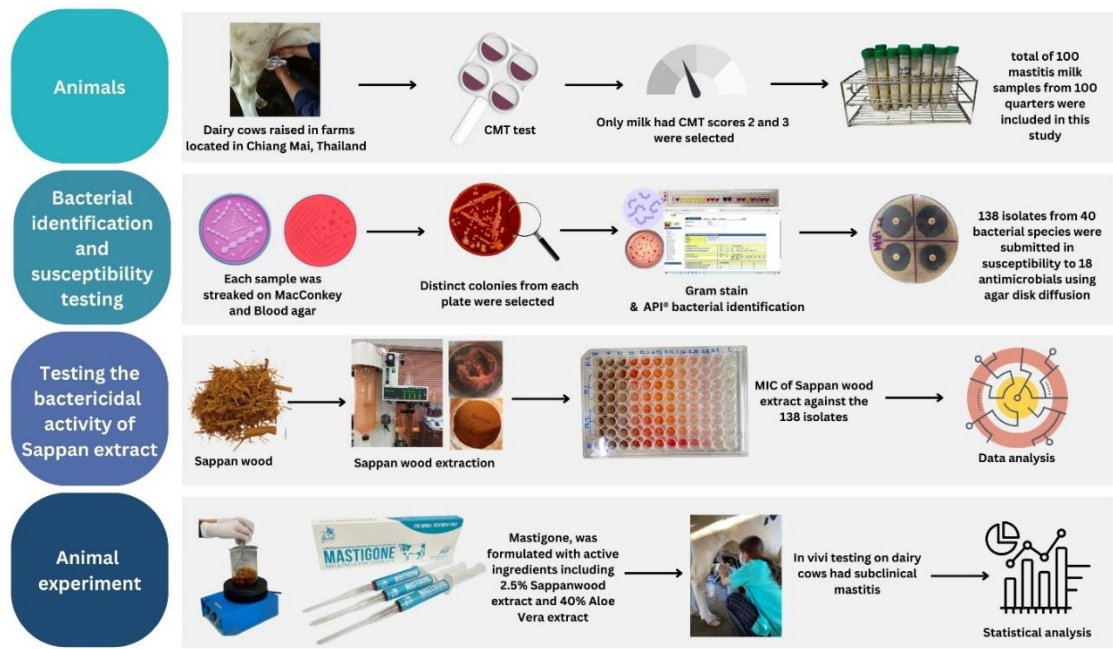 Animals
Dairy cows raised in farms
located in Chiang Mai, Thailand
CMT test
Only milk had CMT scores 2 and 3
were selected
total of 100
mastitis milk
samples from 100
quarters were
included in this
study
Bacterial
identification
and
susceptibility
testing
Each sample was
streaked on MacConkey
and Blood agar
Distinct colonies from each
plate were selected
Gram stain
& API® bacterial identification
138 isolates from 40
bacterial species were
submitted in
susceptibility to 18
antimicrobials using
agar disk diffusion
Testing the
bactericidal
activity of
Sappan extract
Sappan wood
Sappan wood extraction
MIC of Sappan wood
extract against the
138 isolates
Data analysis
Animal
experiment
MASTIGONE
Mastigone, was
formulated with active
ingredients including
2.5% Sappanwood
extract and 40% Aloe
Vera extract
In vivi testing on dairy
cows had subclinical
mastitis
Statistical analysis